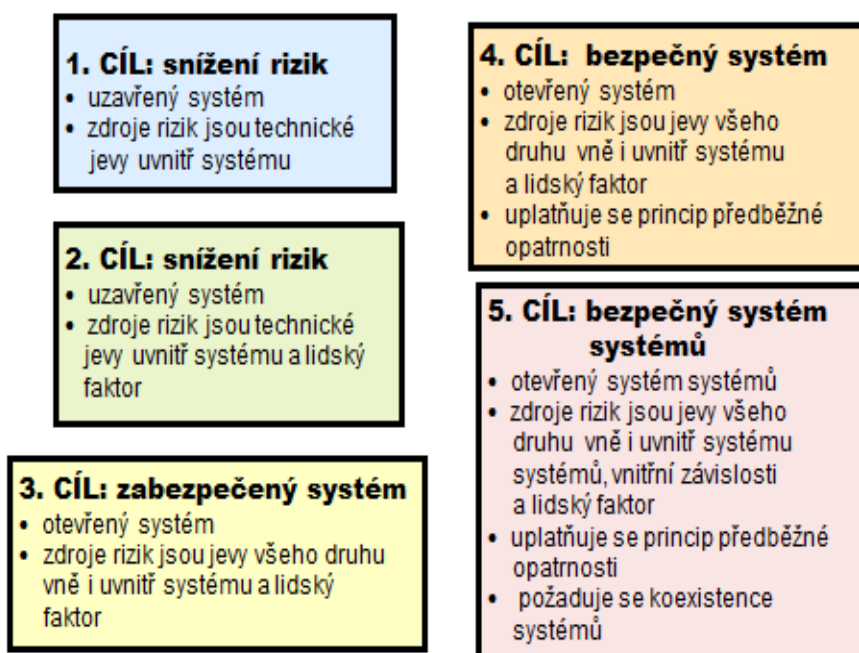 1. CÍL: snížení rizik
• uzavřený systém
• zdroje rizik jsou technické
jevy uvnitř systému
2. CÍL: snížení rizik
• uzavřený systém
• zdroje rizik jsou technické
jevy uvnitř systému a lidský
faktor
3. CÍL: zabezpečený systém
• otevřený systém
• zdroje rizik jsou jevy všeho druhu
vně i uvnitř systému a lidský
faktor
4. CÍL: bezpečný systém
• otevřený systém
• zdroje rizik jsou jevy všeho
druhu vně i uvnitř systému
a lidský faktor
• uplatňuje se princip předběžné
opatrnosti
5. CÍL: bezpečný systém
systémů
• otevřený systém systémů
• zdroje rizik jsou jevy všeho
druhu vně i uvnitř systému
systémů, vnitřní závislosti
a lidský faktor
• uplatňuje se princip předběžné
opatrnosti
• požaduje se koexistence
systémů